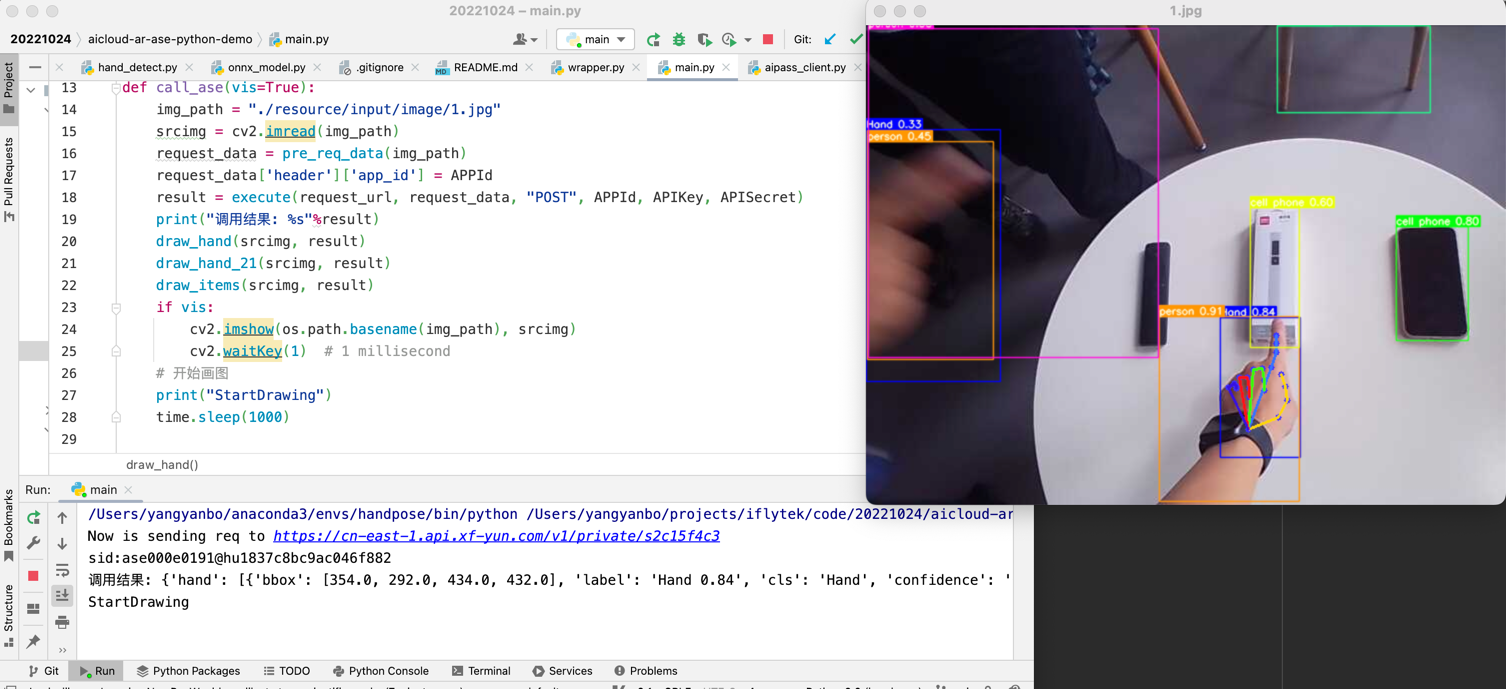 20221024 – main.py
20221024 aicloud-ar-ase-python-demo main.py main Git:
Project
Pull Requests
hand_detect.py onnx_model.py .gitignore README.md wrapper.py main.py aipass_client.py
13 def call_ase(vis=True):
14 img_path = "./resource/input/image/1.jpg"
15 srcimg = cv2.imread(img_path)
16 request_data = pre_req_data(img_path)
17 request_data['header']['app_id'] = APPId
18 result = execute(request_url, request_data, "POST", APPId, APIKey, APISecret)
19 print("调用结果: %s"%result)
20 draw_hand(srcimg, result)
21 draw_hand_21(srcimg, result)
22 draw_items(srcimg, result)
23 if vis:
24 cv2.imshow(os.path.basename(img_path), srcimg)
25 cv2.waitKey(1) # 1 millisecond
26 # 开始画图
27 print("StartDrawing")
28 time.sleep(1000)
29
draw_hand()
1.jpg
Hand 0.33
person 0.45
cell phone 0.60
cell phone 0.80
person 0.91
Hand 0.84
Run: main
Bookmarks
Structure
/Users/yangyanbo/anaconda3/envs/handpose/bin/python /Users/yangyanbo/projects/iflytek/code/20221024/aicloud-ar
Now is sending req to https://cn-east-1.api.xf-yun.com/v1/private/s2c15f4c3
sid:ase000e0191@hu1837c8bc9ac046f882
调用结果: {'hand': [{'bbox': [354.0, 292.0, 434.0, 432.0], 'label': 'Hand 0.84', 'cls': 'Hand', 'confidence': '
StartDrawing
Git Run Python Packages TODO Python Console Terminal Services Problems